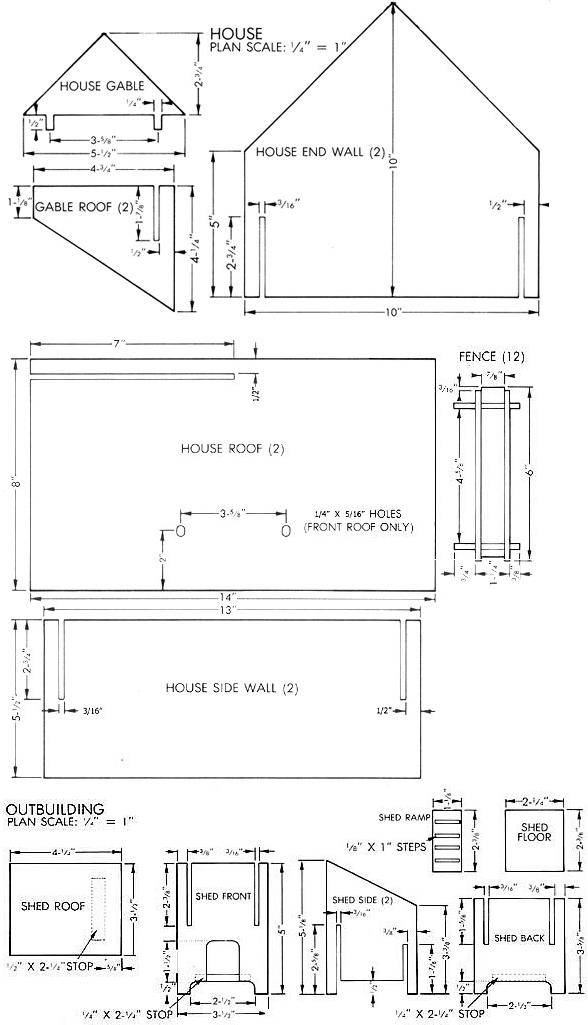 HOUSE
PLAN SCALE: ¼" = 1"
HOUSE GABLE
2-¾"
¼"
½"
3-⅝"
5-½"
4-¾"
1-⅛"
GABLE ROOF (2)
1-⅞"
½"
4-¼"
HOUSE END WALL (2)
10"
5"
2-¾"
3/16"
½"
10"
7"
1/2"
8"
HOUSE ROOF (2)
3-⅝"
1/4" X 5/16" HOLES
(FRONT ROOF ONLY)
2"
14"
FENCE (12)
⅞"
3/16"
4-⅝"
6"
¾"
1-¼"
⅜"
13"
2-¾"
5-½"
HOUSE SIDE WALL (2)
3/16"
1/2"
OUTBUILDING
PLAN SCALE: ¼" = 1"
4-½"
SHED ROOF
3-½"
½" X 2-½" STOP
⅝"
⅜"
3/16"
2-⅜"
SHED FRONT
5"
1-½"
½"
2-½"
¼" X 2-½" STOP
3-½"
5-½"
SHED SIDE (2)
3/16"
⅜"
2-⅝"
3-⅜"
1-⅞"
½"
1-⅞"
SHED RAMP
⅛" X 1" STEPS
2-⅜"
2-¼"
SHED
FLOOR
2-⅜"
3/16"
⅜"
1-⅝"
SHED BACK
3-⅝"
½"
2-½"
¼" X 2-½" STOP